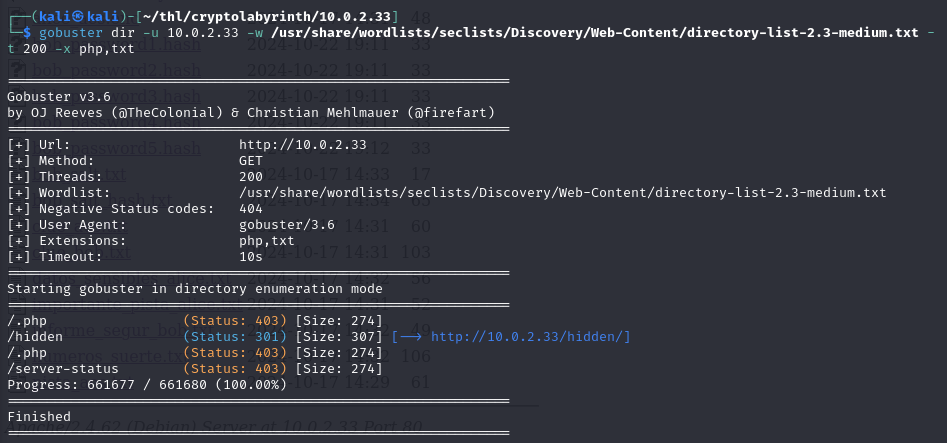 ┌──(kali㉿kali)-[~/thl/cryptolabyrinth/10.0.2.33]
└─$ gobuster dir -u 10.0.2.33 -w /usr/share/wordlists/seclists/Discovery/Web-Content/directory-list-2.3-medium.txt -
t 200 -x php,txt
===============================================================
Gobuster v3.6
by OJ Reeves (@TheColonial) & Christian Mehlmauer (@firefart)
===============================================================
[+] Url:                     http://10.0.2.33
[+] Method:                  GET
[+] Threads:                 200
[+] Wordlist:                /usr/share/wordlists/seclists/Discovery/Web-Content/directory-list-2.3-medium.txt
[+] Negative Status codes:   404
[+] User Agent:              gobuster/3.6
[+] Extensions:              php,txt
[+] Timeout:                 10s
===============================================================
Starting gobuster in directory enumeration mode
===============================================================
/.php                 (Status: 403) [Size: 274]
/hidden               (Status: 301) [Size: 307] [--> http://10.0.2.33/hidden/]
/.php                 (Status: 403) [Size: 274]
/server-status        (Status: 403) [Size: 274]
Progress: 661677 / 661680 (100.00%)
===============================================================
Finished
===============================================================